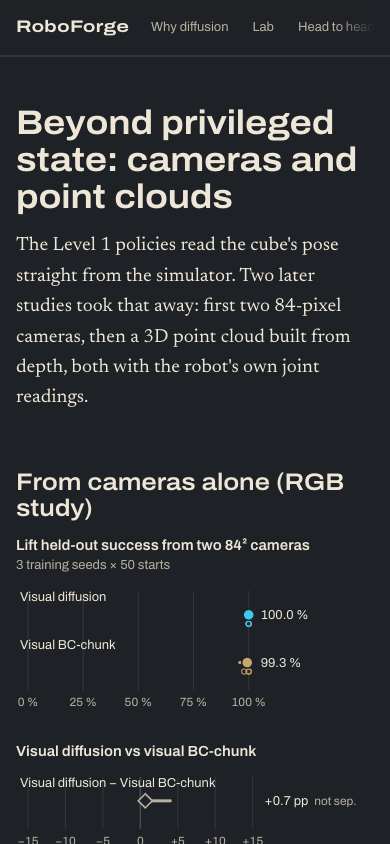 RoboForge Why diffusion Lab Head to head
Beyond privileged
state: cameras and
point clouds
The Level 1 policies read the cube's pose
straight from the simulator. Two later
studies took that away: first two 84-pixel
cameras, then a 3D point cloud built from
depth, both with the robot's own joint
readings.
From cameras alone (RGB
study)
Lift held-out success from two 84² cameras
3 training seeds × 50 starts
Visual diffusion
100.0 %
Visual BC-chunk
99.3 %
0 % 25 % 50 % 75 % 100 %
Visual diffusion vs visual BC-chunk
Visual diffusion – Visual BC-chunk
+0.7 pp not sep.
−15 −10 −5 0 +5 +10 +15